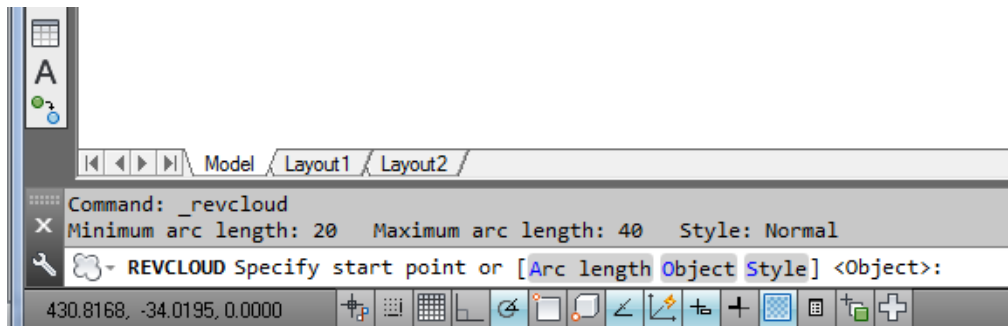 A
Model Layout1 Layout2
Command: _revcloud
Minimum arc length: 20 Maximum arc length: 40 Style: Normal
REVCLOUD Specify start point or [Arc length Object Style] <Object>:
430.8168, -34.0195, 0.0000